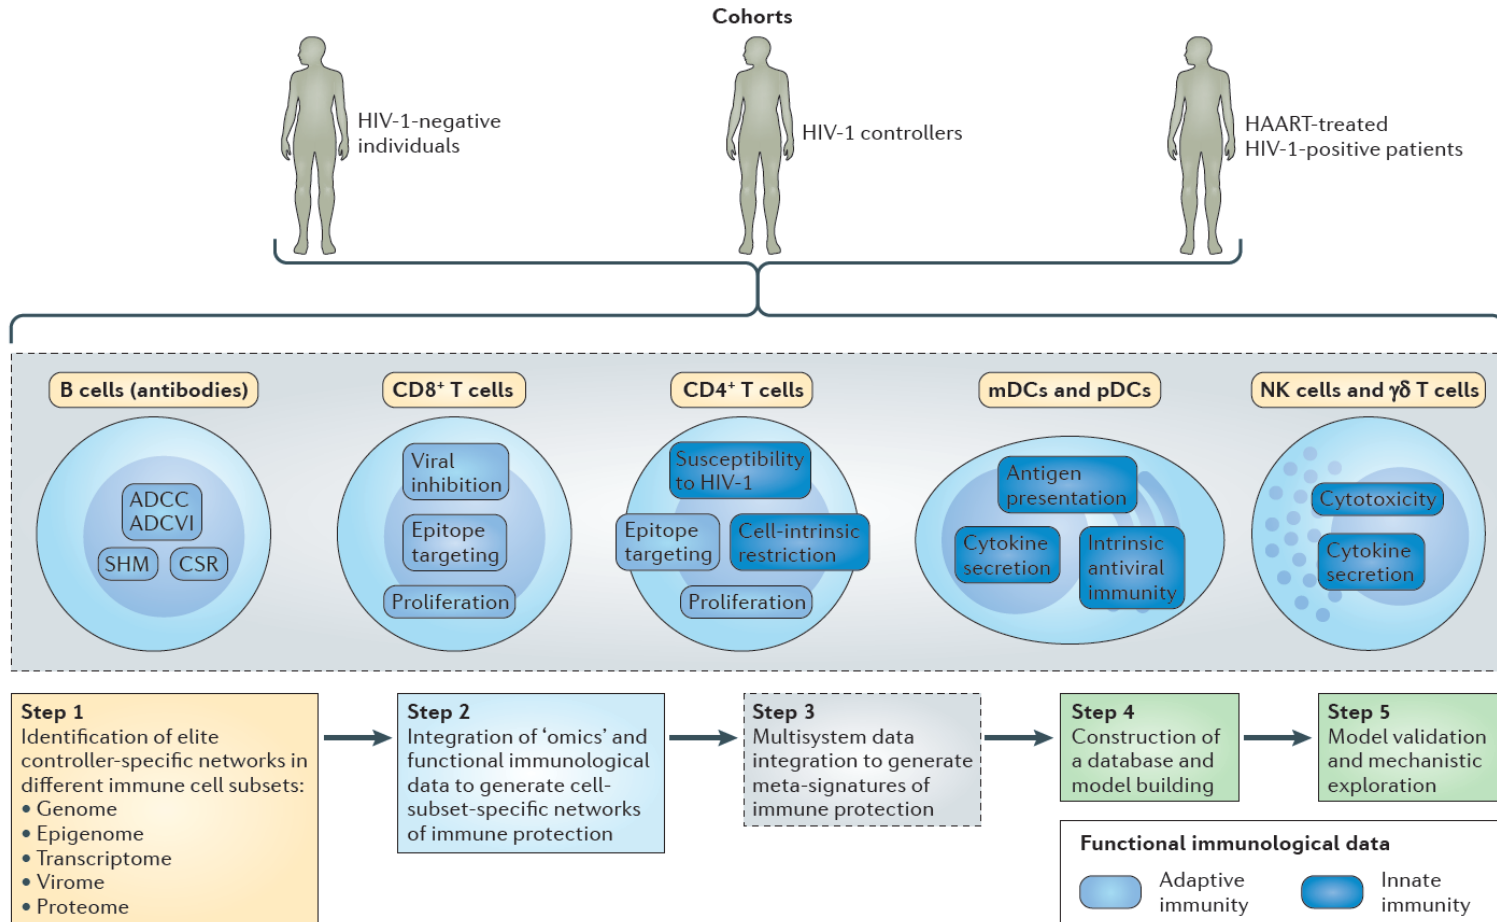 Cohorts
HIV-1-negative
individuals
HIV-1 controllers
HAART-treated
HIV-1-positive patients
B cells (antibodies)
CD8⁺ T cells
CD4⁺ T cells
mDCs and pDCs
NK cells and γδ T cells
ADCC
ADCVI
SHM
CSR
Viral
inhibition
Epitope
targeting
Proliferation
Susceptibility
to HIV-1
Epitope
targeting
Cell-intrinsic
restriction
Proliferation
Antigen
presentation
Cytokine
secretion
Intrinsic
antiviral
immunity
Cytotoxicity
Cytokine
secretion
Step 1
Identification of elite
controller-specific networks in
different immune cell subsets:
• Genome
• Epigenome
• Transcriptome
• Virome
• Proteome
Step 2
Integration of ‘omics’ and
functional immunological
data to generate cell-
subset-specific networks
of immune protection
Step 3
Multisystem data
integration to generate
meta-signatures of
immune protection
Step 4
Construction of
a database and
model building
Step 5
Model validation
and mechanistic
exploration
Functional immunological data
Adaptive
immunity
Innate
immunity